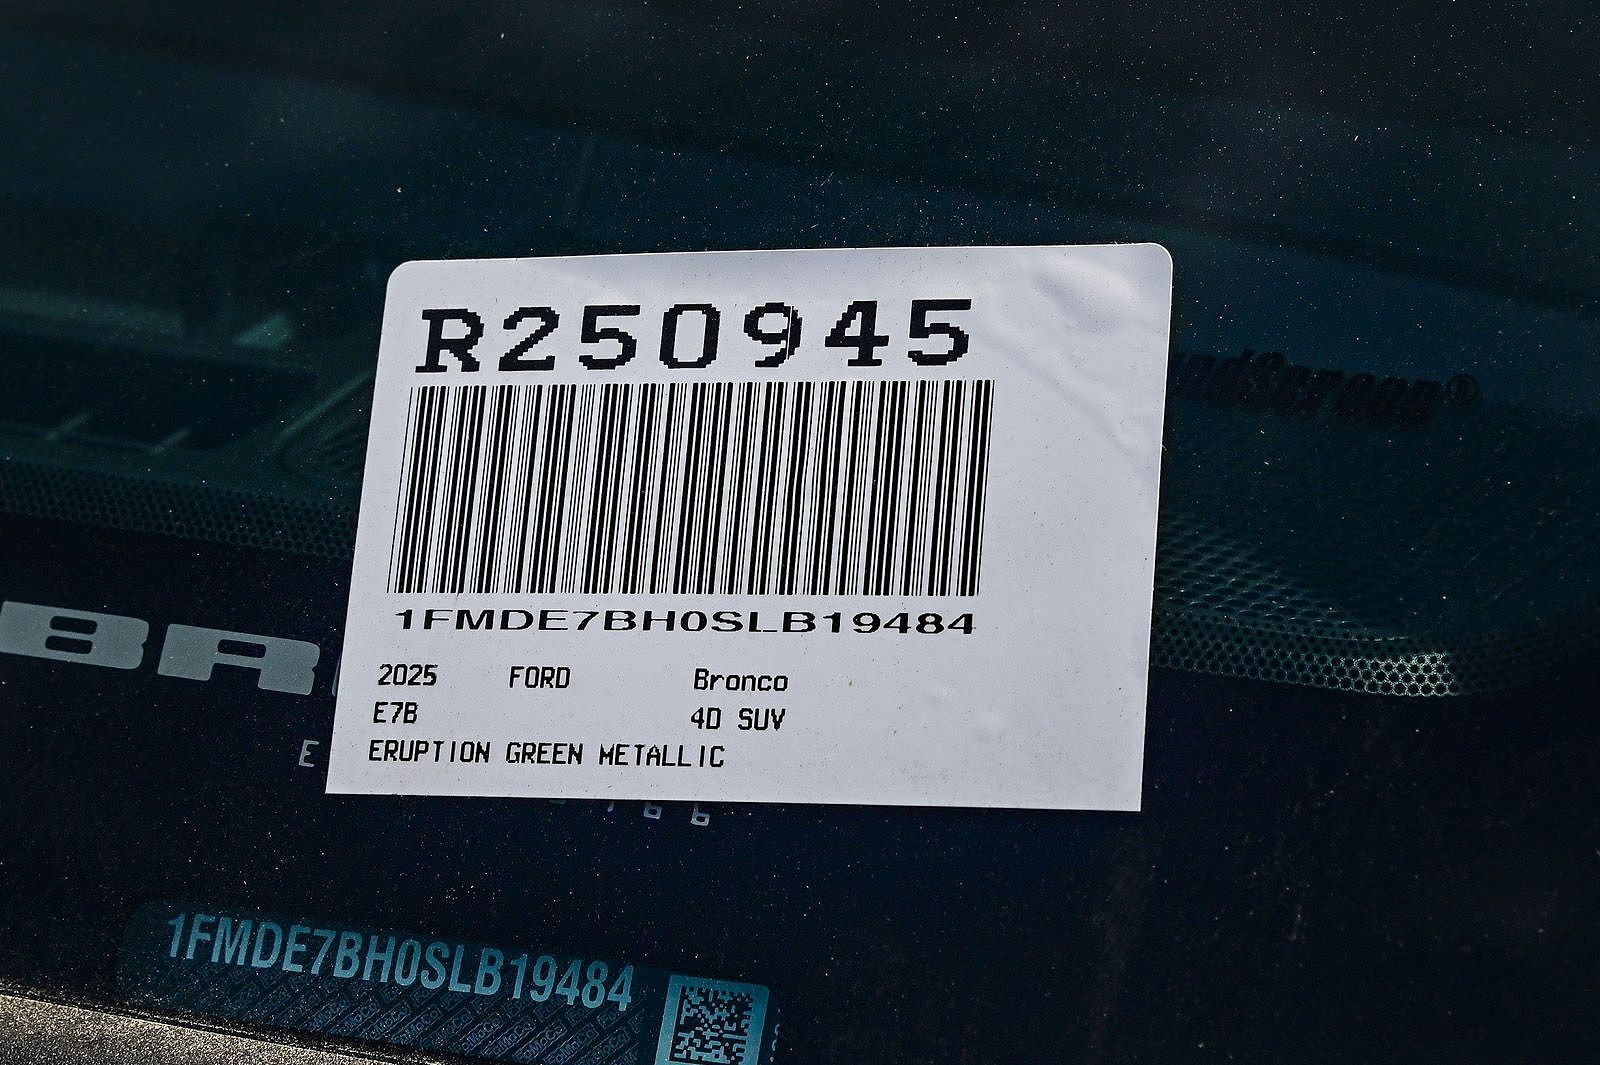 R250945
1FMDE7BH0SLB19484
2025 FORD Bronco
E7B 4D SUV
ERUPTION GREEN METALLIC
1FMDE7BH0SLB19484